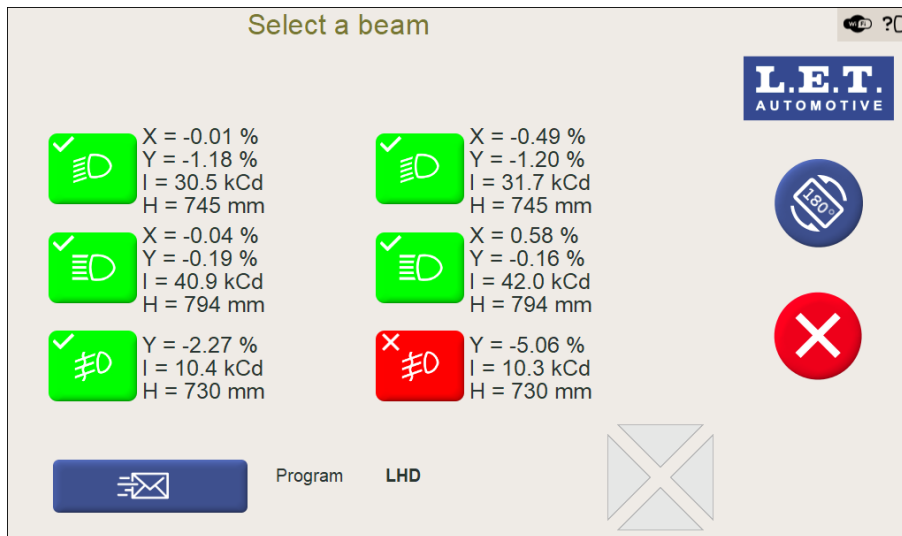 Select a beam
WiFi
?
L.E.T.
AUTOMOTIVE
X = -0.01 %
Y = -1.18 %
I = 30.5 kCd
H = 745 mm
X = -0.49 %
Y = -1.20 %
I = 31.7 kCd
H = 745 mm
180°
X = -0.04 %
Y = -0.19 %
I = 40.9 kCd
H = 794 mm
X = 0.58 %
Y = -0.16 %
I = 42.0 kCd
H = 794 mm
Y = -2.27 %
I = 10.4 kCd
H = 730 mm
Y = -5.06 %
I = 10.3 kCd
H = 730 mm
Program LHD